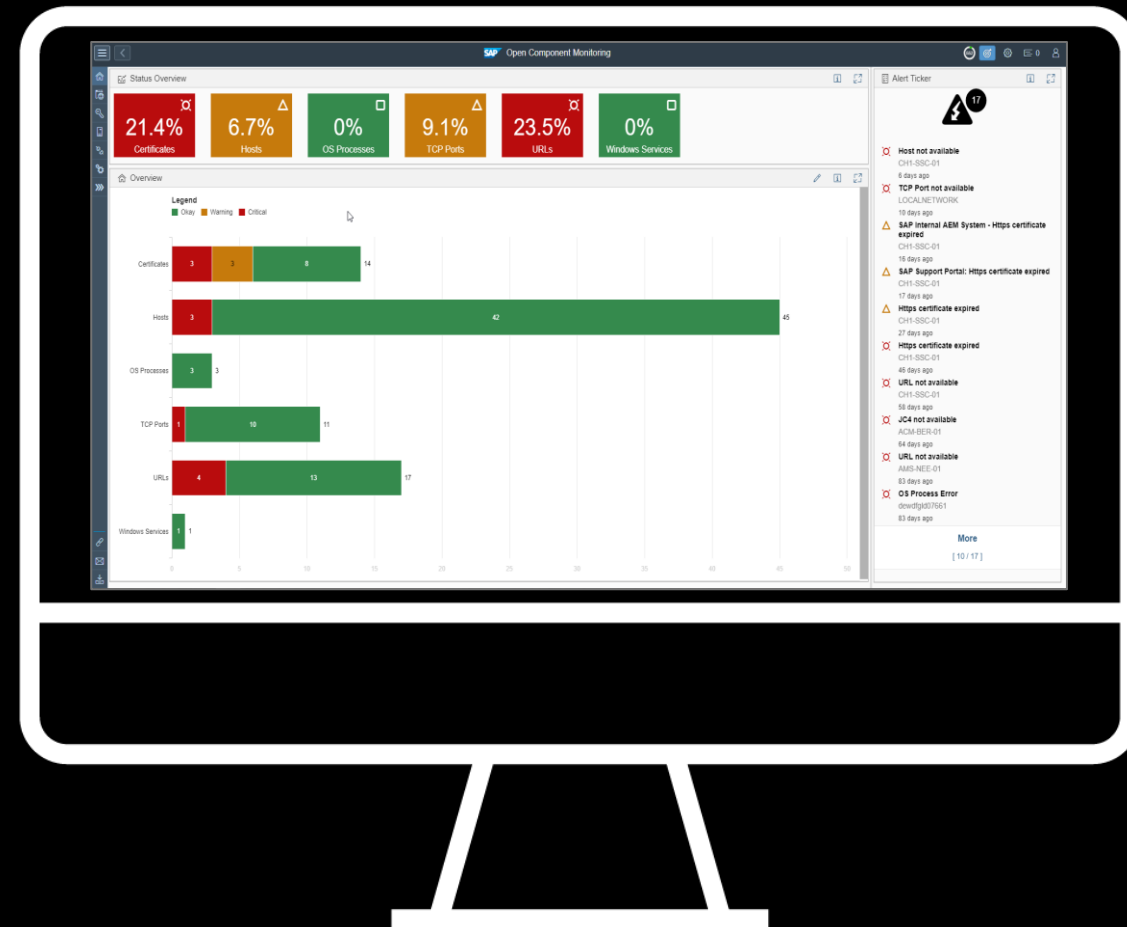 SAP Open Component Monitoring
0
Status Overview
21.4%
Certificates
6.7%
Hosts
0%
OS Processes
9.1%
TCP Ports
23.5%
URLs
0%
Windows Services
Overview
Legend
Okay Warning Critical
Certificates 3 3 8 14
Hosts 3 42 45
OS Processes 3 3
TCP Ports 1 10 11
URLs 4 13 17
Windows Services 1 1
0 5 10 15 20 25 30 35 40 45 50
Alert Ticker
17
Host not available
CH1-SSC-01
6 days ago
TCP Port not available
LOCALNETWORK
10 days ago
SAP Internal AEM System - Https certificate
expired
CH1-SSC-01
16 days ago
SAP Support Portal: Https certificate expired
CH1-SSC-01
17 days ago
Https certificate expired
CH1-SSC-01
27 days ago
Https certificate expired
CH1-SSC-01
46 days ago
URL not available
CH1-SSC-01
58 days ago
JC4 not available
ACM-BER-01
64 days ago
URL not available
AMS-NEE-01
83 days ago
OS Process Error
dewdfgld07661
83 days ago
More
[ 10 / 17 ]